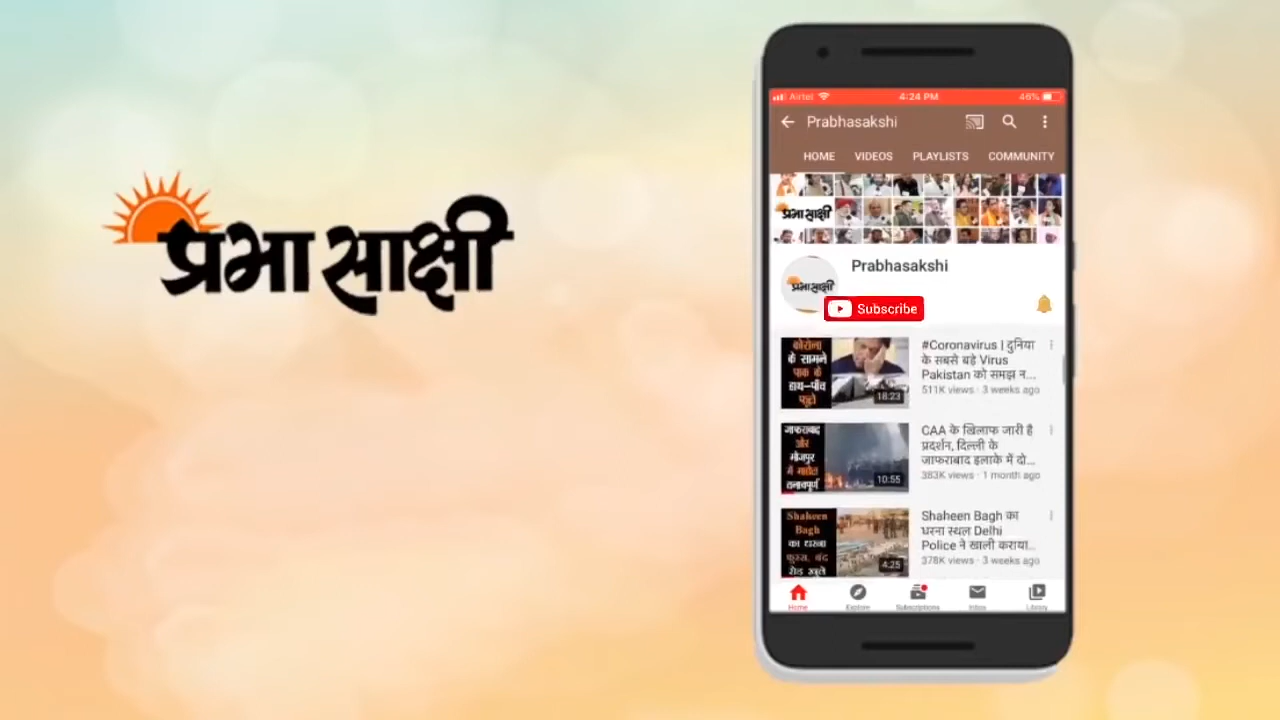 प्रभा साक्षी
Airtel 4:24 PM 46%
Prabhasakshi
HOME VIDEOS PLAYLISTS COMMUNITY
प्रभा साक्षी
Prabhasakshi
प्रभा साक्षी
Subscribe
कोरोना
के सामने
पाक के
हाथ-पाँव
फूले
18:23
#Coronavirus | दुनिया
के सबसे बड़े Virus
Pakistan को समझ न...
511K views · 3 weeks ago
जाफराबाद
और
मौजपुर
में माहौल
तनावपूर्ण
10:55
CAA के खिलाफ जारी है
प्रदर्शन, दिल्ली के
जाफराबाद इलाके में दो...
383K views · 1 month ago
Shaheen
Bagh
का धरना
फुस्स, बंद
रोड खुले
4:25
Shaheen Bagh का
धरना स्थल Delhi
Police ने खाली कराया...
378K views · 3 weeks ago
Home Explore Subscriptions Inbox Library